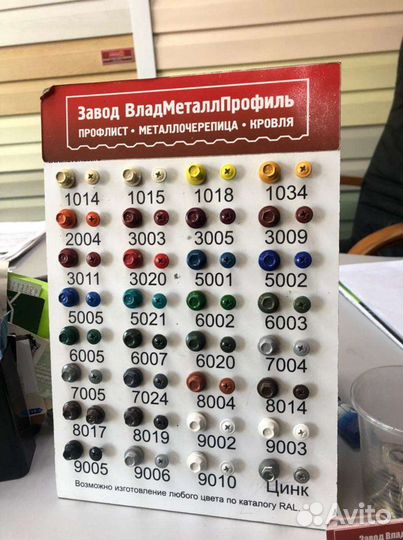 Завод ВладМеталлПрофиль
ПРОФЛИСТ • МЕТАЛЛОЧЕРЕПИЦА • КРОВЛЯ
1014 1015 1018 1034
2004 3003 3005 3009
3011 3020 5001 5002
5005 5021 6002 6003
6005 6007 6020 7004
7005 7024 8004 8014
8017 8019 9002 9003
9005 9006 9010 Цинк
Возможно изготовление любого цвета по каталогу RAL.
Avito
Завод Влад